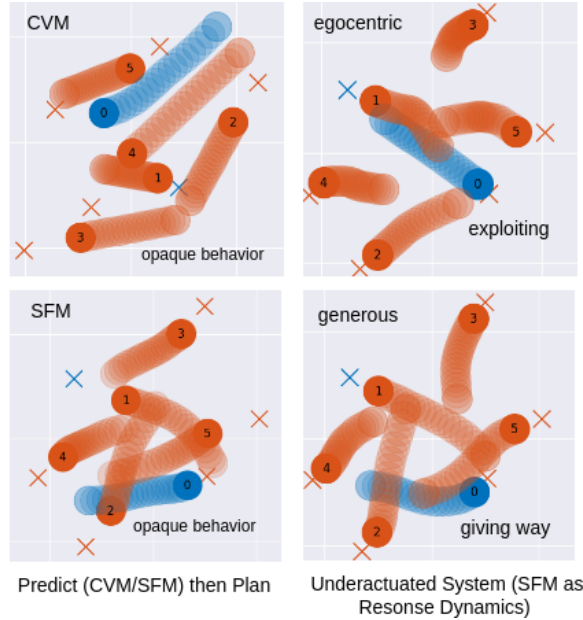 CVM
5
0
2
4
1
3
opaque behavior
egocentric
3
1
5
4
0
exploiting
2
SFM
3
1
5
4
0
2
opaque behavior
generous
3
1
5
4
0
2
giving way
Predict (CVM/SFM) then Plan
Underactuated System (SFM as
Resonse Dynamics)